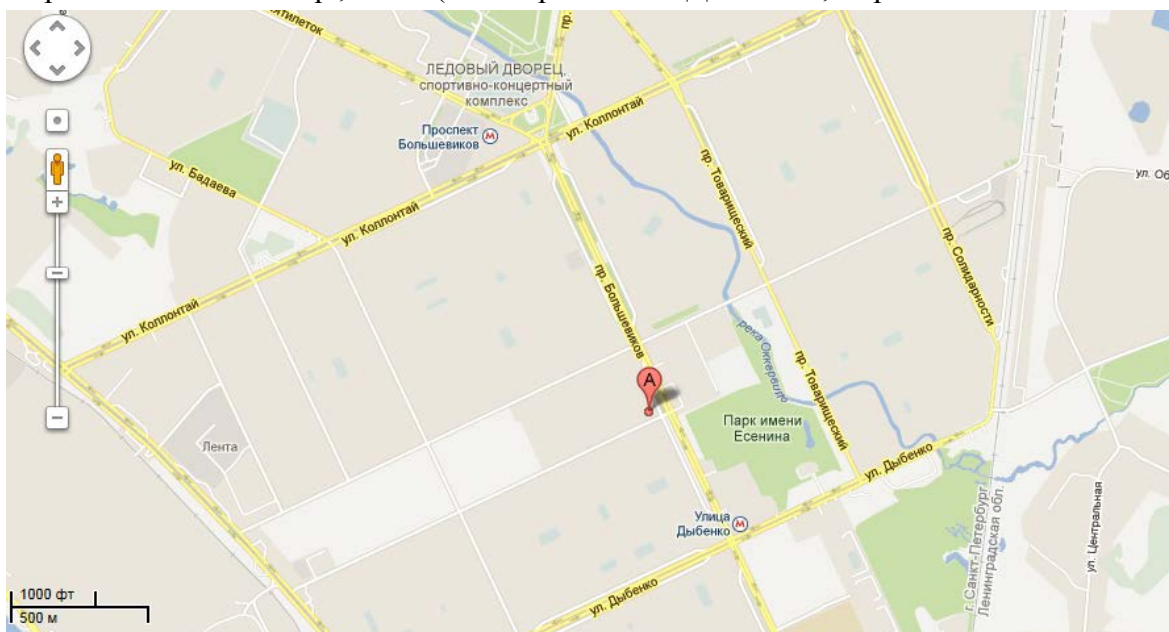 ЛЕДОВЫЙ ДВОРЕЦ,
спортивно-концертный
комплекс
Проспект
Большевиков
М
ул. Коллонтай
пр. Товарищеский
ул. Бадаева
ул. Коллонтай
пр. Солидарности
пр. Большевиков
ул. Коллонтай
река Оккервиль
пр. Товарищеский
A
Парк имени
Есенина
Лента
ул. Дыбенко
Улица
Дыбенко
М
ул. Центральная
г. Санкт-Петербург
Ленинградская обл.
ул. Дыбенко
1000 фт
500 м